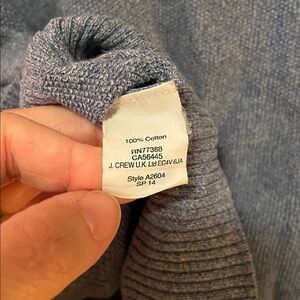 100% Cotton
RN77388
CA56445
J. CREW U.K. Ltd EC4V 6JA
Style A2604
SP 14